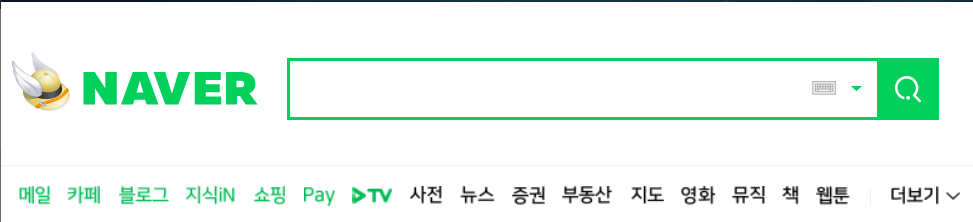 NAVER
메일 카페 블로그 지식iN 쇼핑 Pay TV 사전 뉴스 증권 부동산 지도 영화 뮤직 책 웹툰 더보기